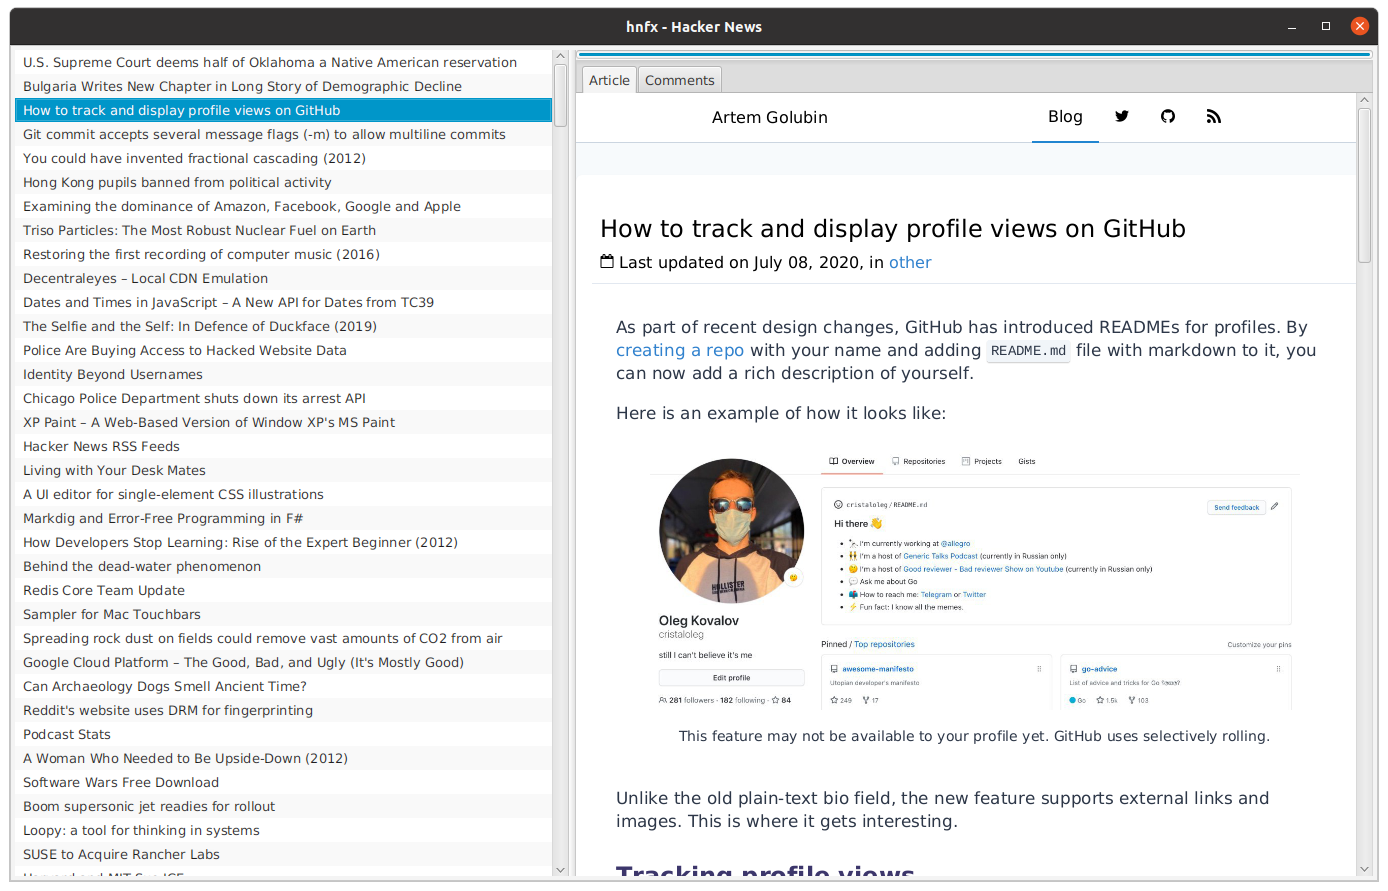 hnfx - Hacker News
U.S. Supreme Court deems half of Oklahoma a Native American reservation
Bulgaria Writes New Chapter in Long Story of Demographic Decline
How to track and display profile views on GitHub
Git commit accepts several message flags (-m) to allow multiline commits
You could have invented fractional cascading (2012)
Hong Kong pupils banned from political activity
Examining the dominance of Amazon, Facebook, Google and Apple
Triso Particles: The Most Robust Nuclear Fuel on Earth
Restoring the first recording of computer music (2016)
Decentraleyes – Local CDN Emulation
Dates and Times in JavaScript – A New API for Dates from TC39
The Selfie and the Self: In Defence of Duckface (2019)
Police Are Buying Access to Hacked Website Data
Identity Beyond Usernames
Chicago Police Department shuts down its arrest API
XP Paint – A Web-Based Version of Window XP's MS Paint
Hacker News RSS Feeds
Living with Your Desk Mates
A UI editor for single-element CSS illustrations
Markdig and Error-Free Programming in F#
How Developers Stop Learning: Rise of the Expert Beginner (2012)
Behind the dead-water phenomenon
Redis Core Team Update
Sampler for Mac Touchbars
Spreading rock dust on fields could remove vast amounts of CO2 from air
Google Cloud Platform – The Good, Bad, and Ugly (It's Mostly Good)
Can Archaeology Dogs Smell Ancient Time?
Reddit's website uses DRM for fingerprinting
Podcast Stats
A Woman Who Needed to Be Upside-Down (2012)
Software Wars Free Download
Boom supersonic jet readies for rollout
Loopy: a tool for thinking in systems
SUSE to Acquire Rancher Labs
Article Comments
Artem Golubin Blog
How to track and display profile views on GitHub
Last updated on July 08, 2020, in other
As part of recent design changes, GitHub has introduced READMEs for profiles. By
creating a repo with your name and adding README.md file with markdown to it, you
can now add a rich description of yourself.
Here is an example of how it looks like:
Overview Repositories Projects Gists
HOLLISTER
Oleg Kovalov
cristaloleg
still I can't believe it's me
Edit profile
281 followers · 182 following · 84
cristaloleg/README.md
Send feedback
Hi there 👋
I'm currently working at @allegro
I'm a host of Generic Talks Podcast (currently in Russian only)
I'm a host of Good reviewer - Bad reviewer Show on Youtube (currently in Russian only)
Ask me about Go
How to reach me: Telegram or Twitter
Fun fact: I know all the memes.
Pinned / Top repositories Customize your pins
awesome-manifesto
Utopian developer's manifesto
249 17
go-advice
List of advice and tricks for Go
Go 1.5k 103
This feature may not be available to your profile yet. GitHub uses selectively rolling.
Unlike the old plain-text bio field, the new feature supports external links and
images. This is where it gets interesting.
Tracking profile views